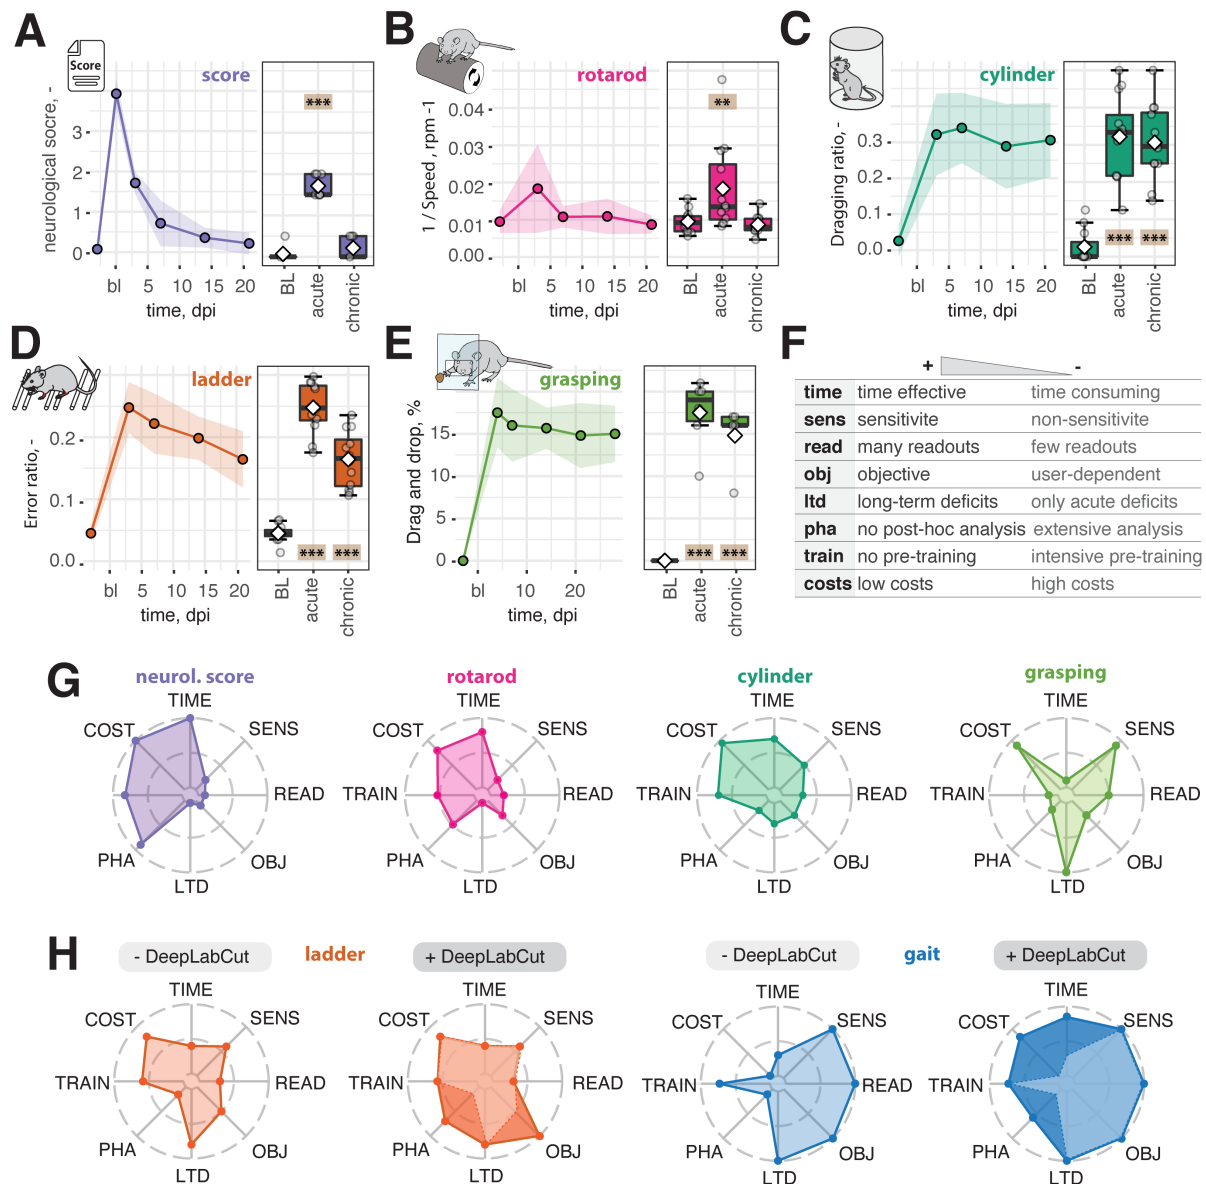 A
Score
score
neurological socre, -
3
2
1
0
bl 5 10 15 20
time, dpi
***
BL
acute
chronic
B
rotarod
1 / Speed, rpm -1
0.04
0.03
0.02
0.01
0.00
bl 5 10 15 20
time, dpi
**
BL
acute
chronic
C
cylinder
Dragging ratio, -
0.3
0.2
0.1
0.0
bl 5 10 15 20
time, dpi
*** ***
BL
acute
chronic
D
ladder
Error ratio, -
0.2
0.1
0.0
bl 5 10 15 20
time, dpi
*** ***
BL
acute
chronic
E
grasping
Drag and drop, %
15
10
5
0
bl 10 20
time, dpi
*** ***
BL
acute
chronic
F
+ -
time time effective time consuming
sens sensitivite non-sensitivite
read many readouts few readouts
obj objective user-dependent
ltd long-term deficits only acute deficits
pha no post-hoc analysis extensive analysis
train no pre-training intensive pre-training
costs low costs high costs
G
neurol. score
TIME
COST SENS
TRAIN READ
PHA OBJ
LTD
rotarod
TIME
COST SENS
TRAIN READ
PHA OBJ
LTD
cylinder
TIME
COST SENS
TRAIN READ
PHA OBJ
LTD
grasping
TIME
COST SENS
TRAIN READ
PHA OBJ
LTD
H
- DeepLabCut ladder + DeepLabCut
TIME
COST SENS
TRAIN READ
PHA OBJ
LTD
TIME
COST SENS
TRAIN READ
PHA OBJ
LTD
- DeepLabCut gait + DeepLabCut
TIME
COST SENS
TRAIN READ
PHA OBJ
LTD
TIME
COST SENS
TRAIN READ
PHA OBJ
LTD